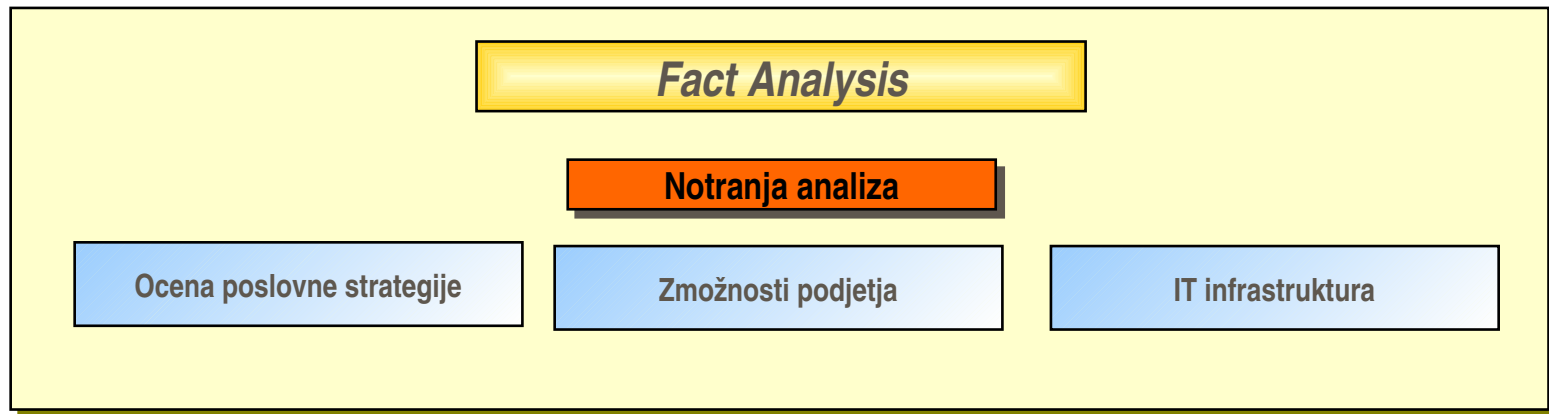 Fact Analysis
Notranja analiza
Ocena poslovne strategije
Zmožnosti podjetja
IT infrastruktura